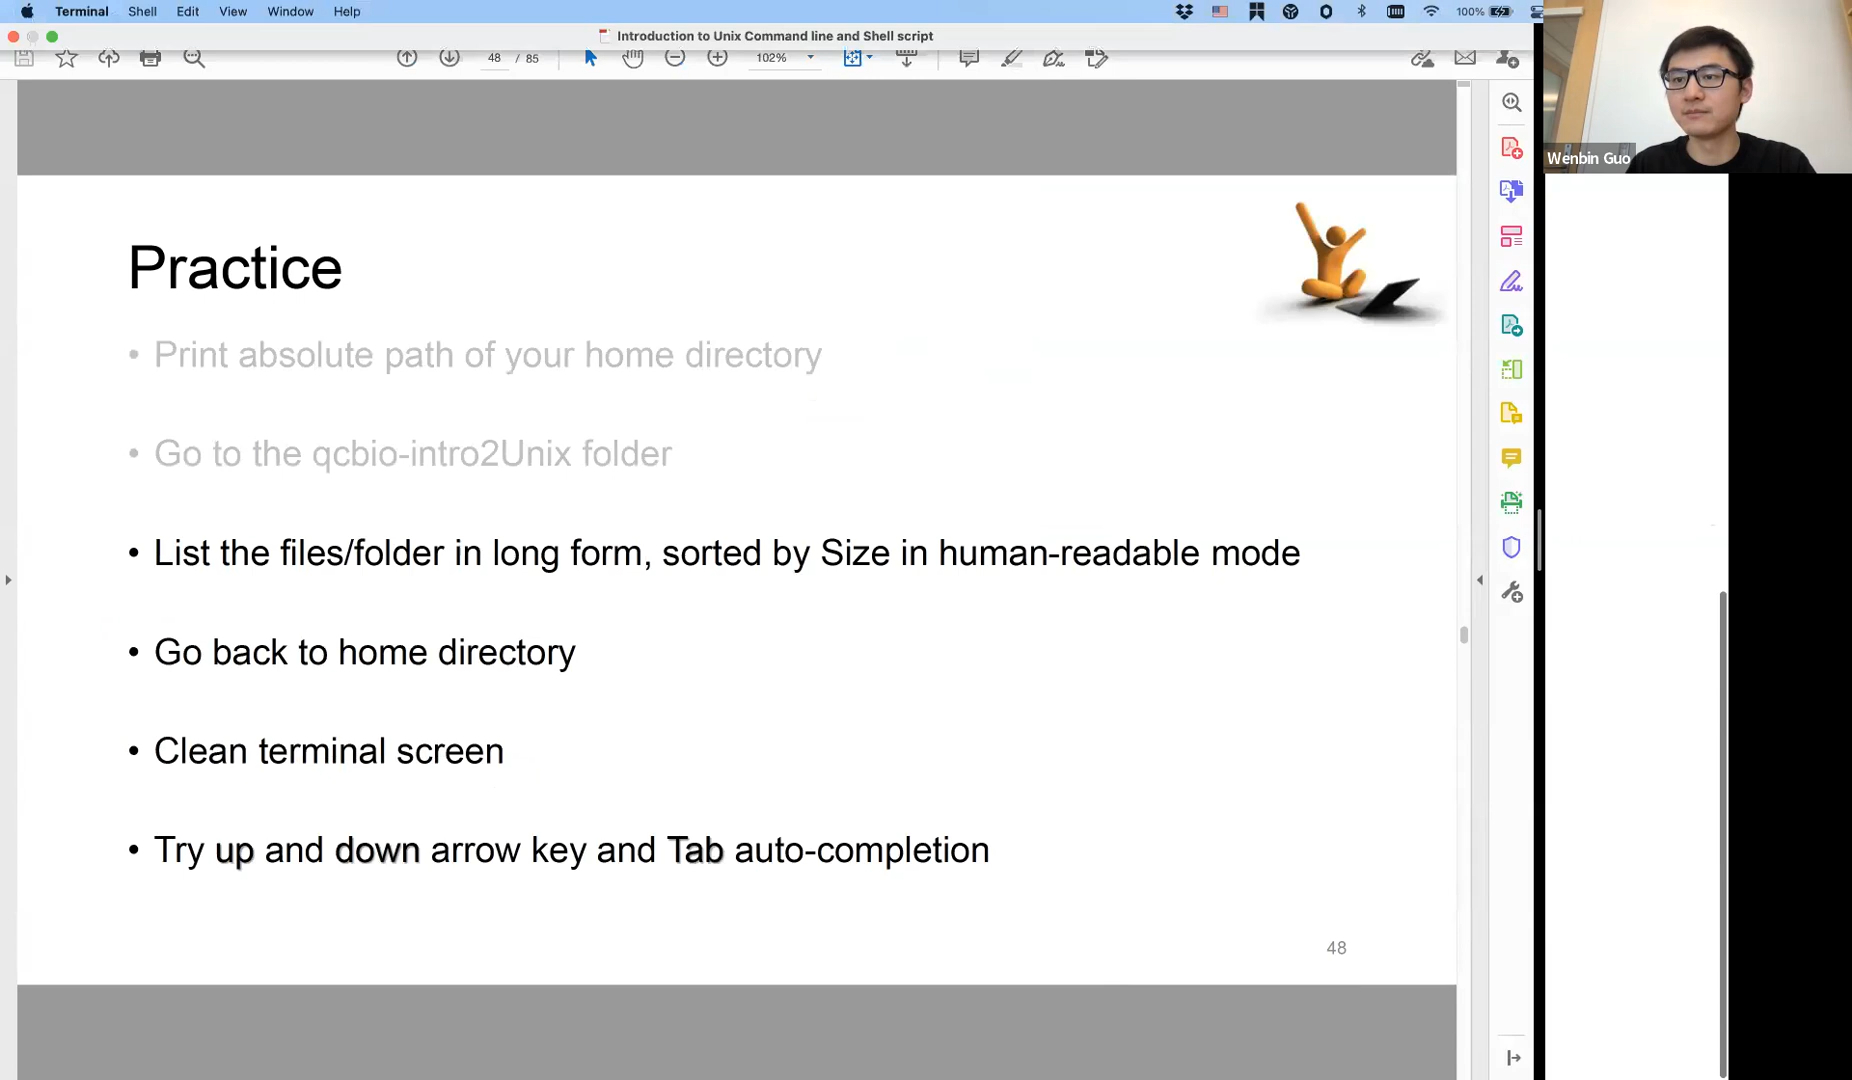 Terminal Shell Edit View Window Help
100%
Introduction to Unix Command line and Shell script
48 / 85
102%
Wenbin Guo
Practice
• Print absolute path of your home directory
• Go to the qcbio-intro2Unix folder
• List the files/folder in long form, sorted by Size in human-readable mode
• Go back to home directory
• Clean terminal screen
• Try up and down arrow key and Tab auto-completion
48